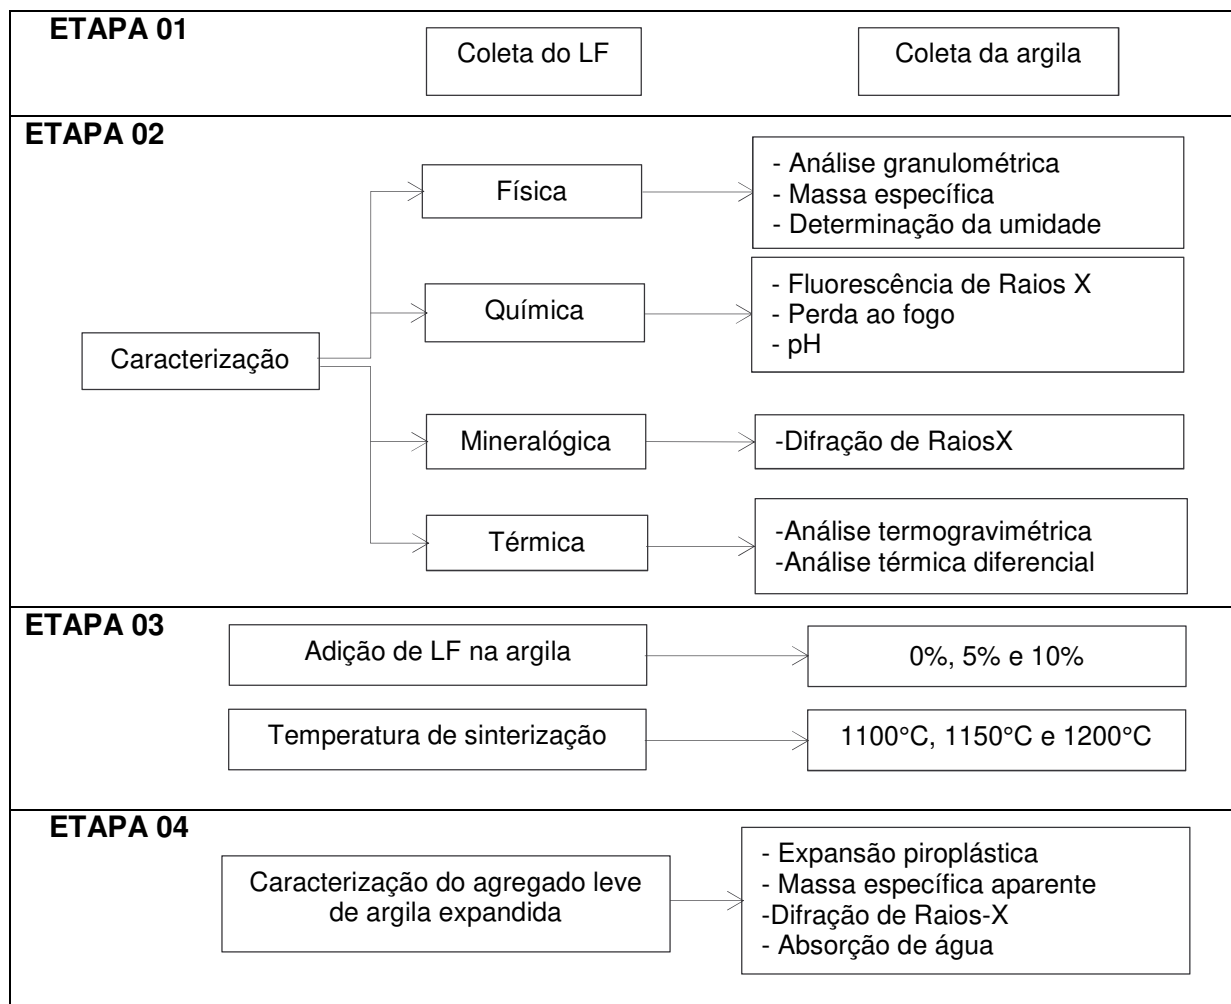 ETAPA 01
Coleta do LF
Coleta da argila
ETAPA 02
Caracterização
Física
- Análise granulométrica
- Massa específica
- Determinação da umidade
Química
- Fluorescência de Raios X
- Perda ao fogo
- pH
Mineralógica
-Difração de RaiosX
Térmica
-Análise termogravimétrica
-Análise térmica diferencial
ETAPA 03
Adição de LF na argila
0%, 5% e 10%
Temperatura de sinterização
1100°C, 1150°C e 1200°C
ETAPA 04
Caracterização do agregado leve
de argila expandida
- Expansão piroplástica
- Massa específica aparente
-Difração de Raios-X
- Absorção de água